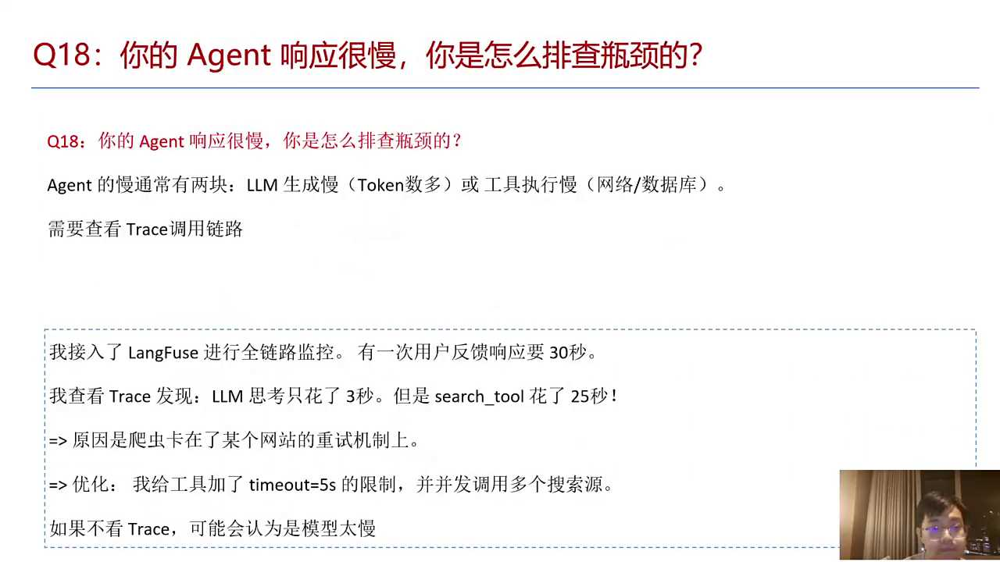 Q18：你的 Agent 响应很慢，你是怎么排查瓶颈的？
Q18：你的 Agent 响应很慢，你是怎么排查瓶颈的？
Agent 的慢通常有两块：LLM 生成慢（Token数多）或 工具执行慢（网络/数据库）。
需要查看 Trace调用链路
我接入了 LangFuse 进行全链路监控。 有一次用户反馈响应要 30秒。
我查看 Trace 发现：LLM 思考只花了 3秒。但是 search_tool 花了 25秒！
=> 原因是爬虫卡在了某个网站的重试机制上。
=> 优化： 我给工具加了 timeout=5s 的限制，并并发调用多个搜索源。
如果不看 Trace，可能会认为是模型太慢